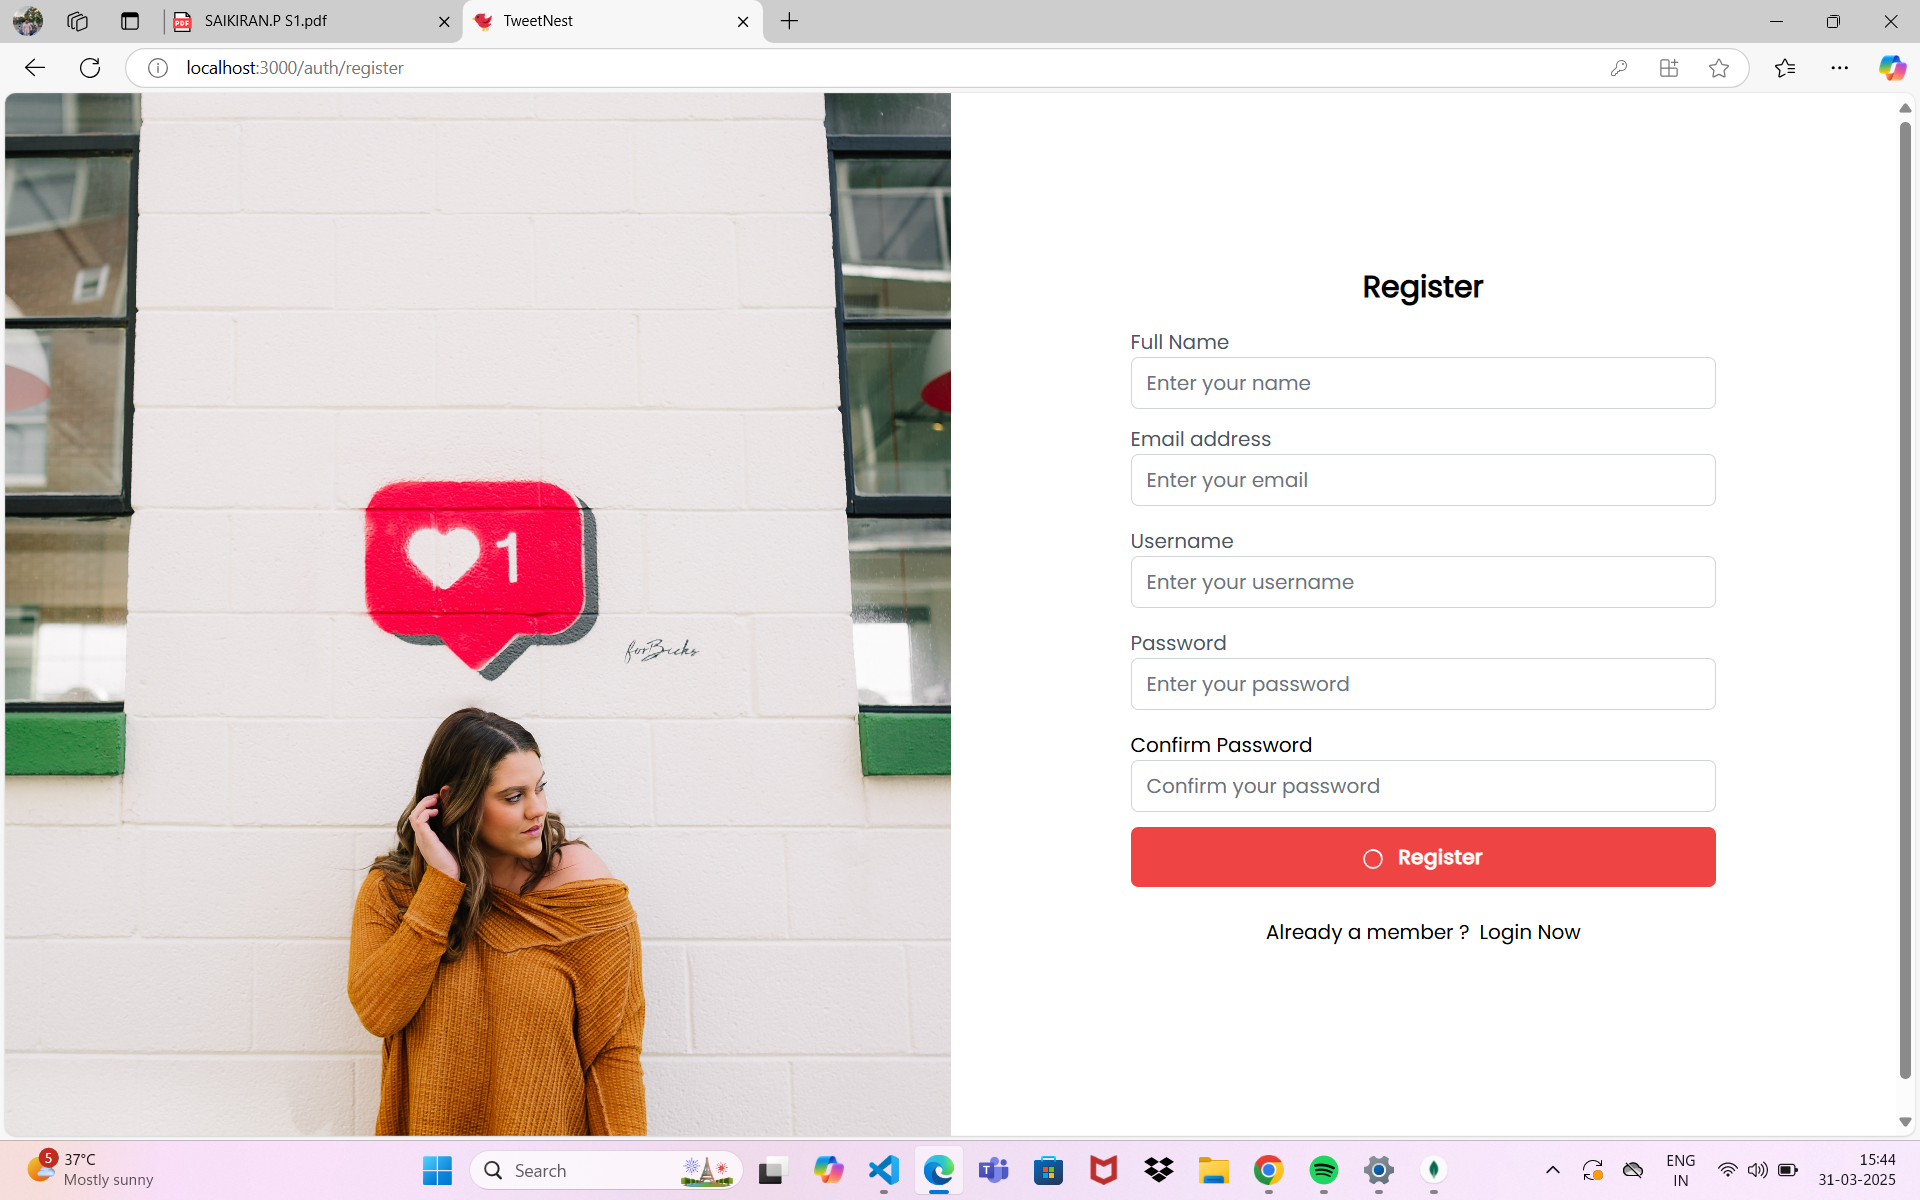 SAIKIRAN.P S1.pdf
TweetNest
localhost:3000/auth/register
1
forBicks
Register
Full Name
Enter your name
Email address
Enter your email
Username
Enter your username
Password
Enter your password
Confirm Password
Confirm your password
Register
Already a member ? Login Now
5
37°C
Mostly sunny
Search
ENG
IN
15:44
31-03-2025